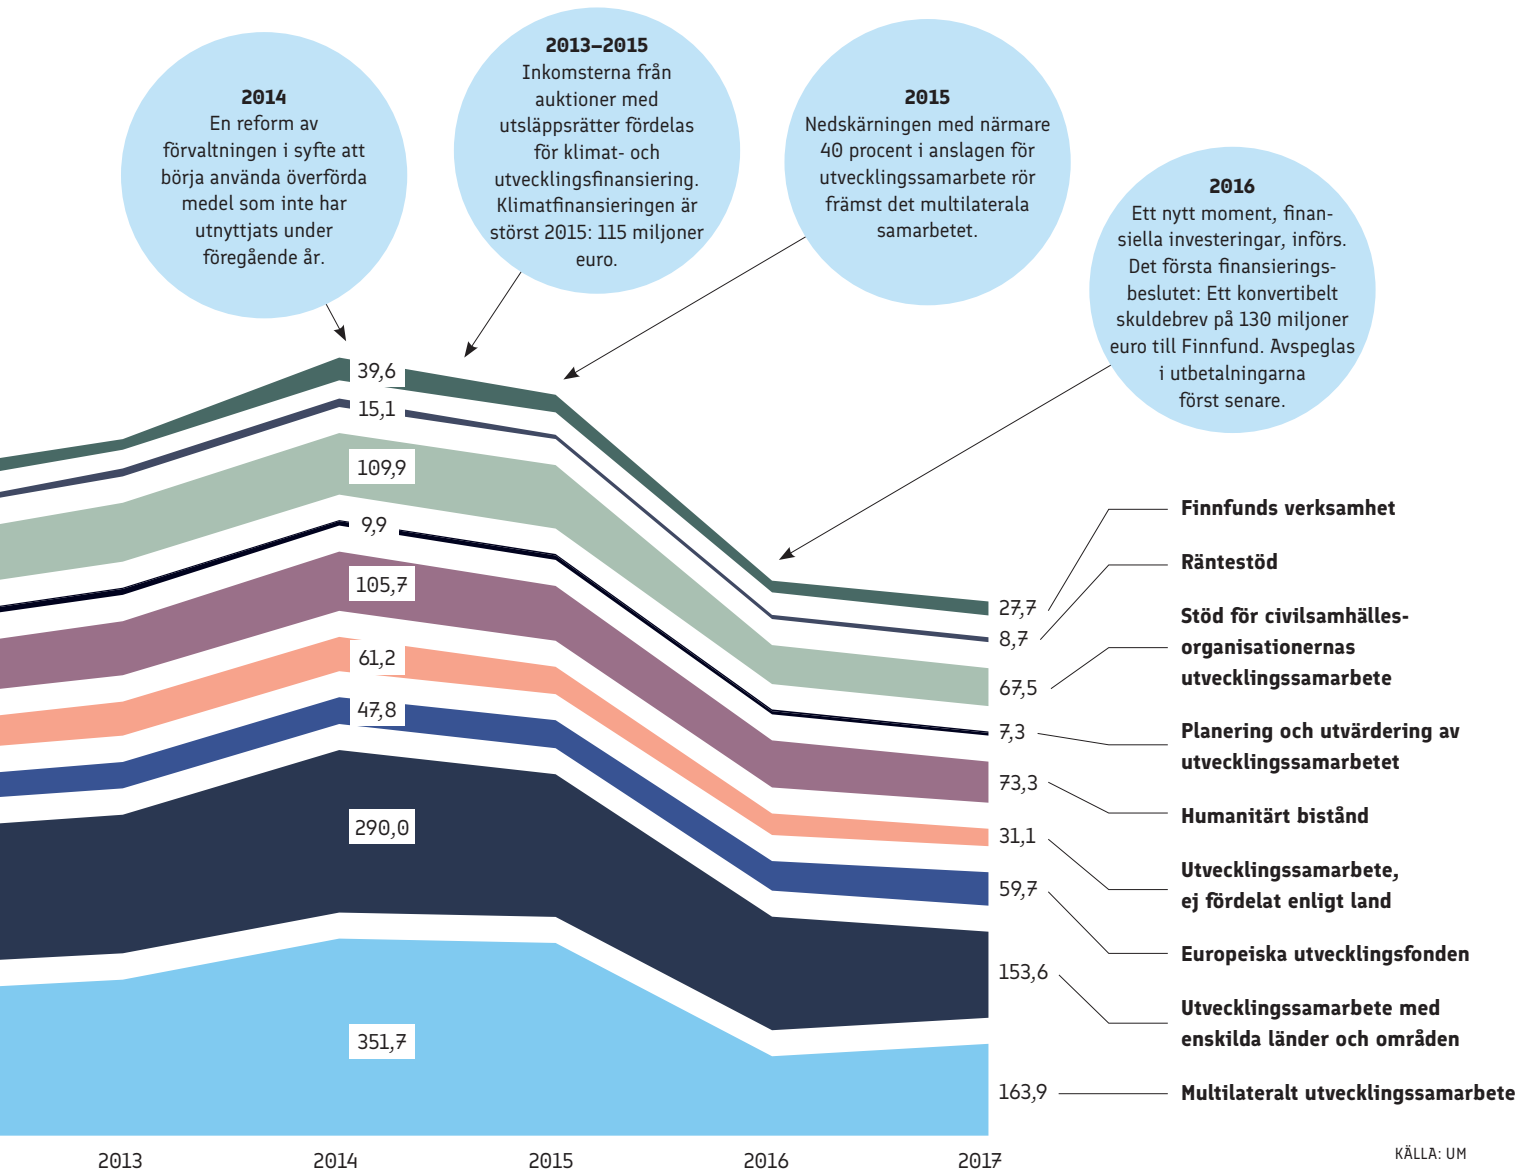 2014
En reform av
förvaltningen i syfte att
börja använda överförda
medel som inte har
utnyttjats under
föregående år.
2013–2015
Inkomsterna från
auktioner med
utsläppsrätter fördelas
för klimat- och
utvecklingsfinansiering.
Klimatfinansieringen är
störst 2015: 115 miljoner
euro.
2015
Nedskärningen med närmare
40 procent i anslagen för
utvecklingssamarbete rör
främst det multilaterala
samarbetet.
2016
Ett nytt moment, finan-
siella investeringar, införs.
Det första finansierings-
beslutet: Ett konvertibelt
skuldebrev på 130 miljoner
euro till Finnfund. Avspeglas
i utbetalningarna
först senare.
39,6
15,1
109,9
9,9
105,7
61,2
47,8
290,0
351,7
27,7
8,7
67,5
7,3
73,3
31,1
59,7
153,6
163,9
Finnfunds verksamhet
Räntestöd
Stöd för civilsamhälles-
organisationernas
utvecklingssamarbete
Planering och utvärdering av
utvecklingssamarbetet
Humanitärt bistånd
Utvecklingssamarbete,
ej fördelat enligt land
Europeiska utvecklingsfonden
Utvecklingssamarbete med
enskilda länder och områden
Multilateralt utvecklingssamarbete
2013
2014
2015
2016
2017
KÄLLA: UM